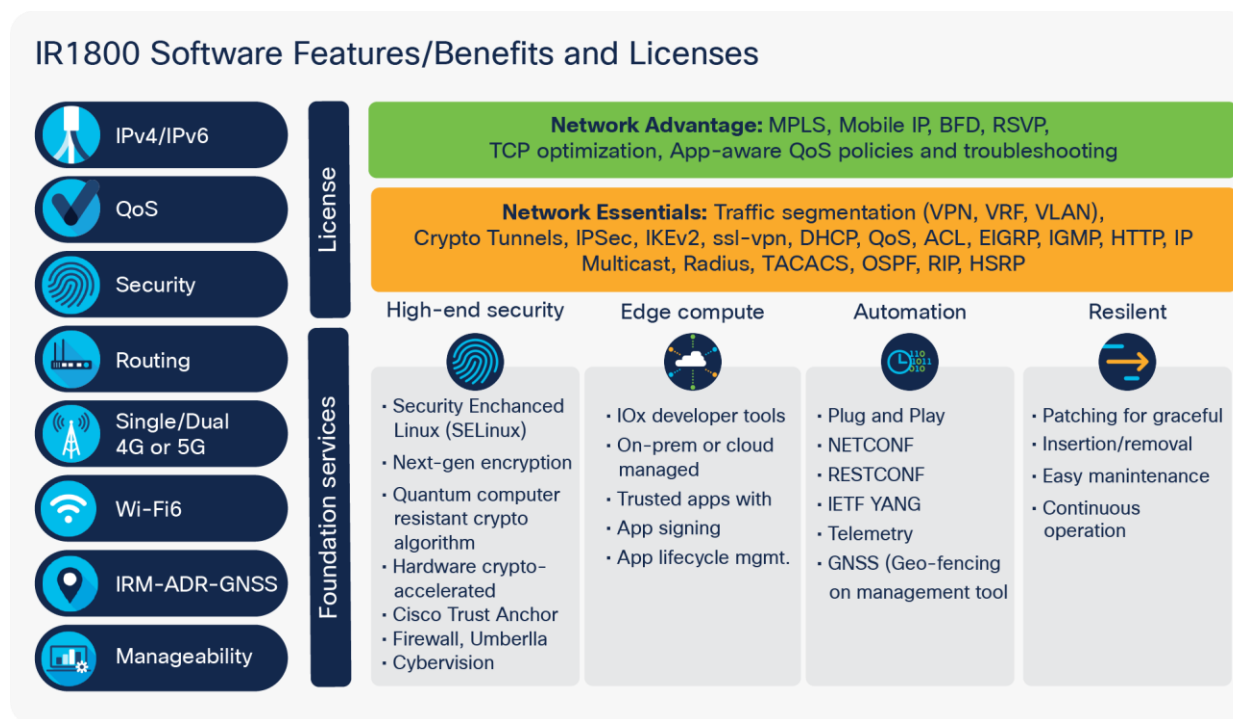 IR1800 Software Features/Benefits and Licenses
IPv4/IPv6
QoS
Security
Routing
Single/Dual
4G or 5G
Wi-Fi6
IRM-ADR-GNSS
Manageability
License
Foundation services
Network Advantage: MPLS, Mobile IP, BFD, RSVP,
TCP optimization, App-aware QoS policies and troubleshooting
Network Essentials: Traffic segmentation (VPN, VRF, VLAN),
Crypto Tunnels, IPSec, IKEv2, ssl-vpn, DHCP, QoS, ACL, EIGRP, IGMP, HTTP, IP
Multicast, Radius, TACACS, OSPF, RIP, HSRP
High-end security
· Security Enchanced
Linux (SELinux)
· Next-gen encryption
· Quantum computer
resistant crypto
algorithm
· Hardware crypto-
accelerated
· Cisco Trust Anchor
· Firewall, Umberlla
· Cybervision
Edge compute
· IOx developer tools
· On-prem or cloud
managed
· Trusted apps with
· App signing
· App lifecycle mgmt.
Automation
110
1011
010
· Plug and Play
· NETCONF
· RESTCONF
· IETF YANG
· Telemetry
· GNSS (Geo-fencing
on management tool
Resilent
· Patching for graceful
· Insertion/removal
· Easy manintenance
· Continuous
operation